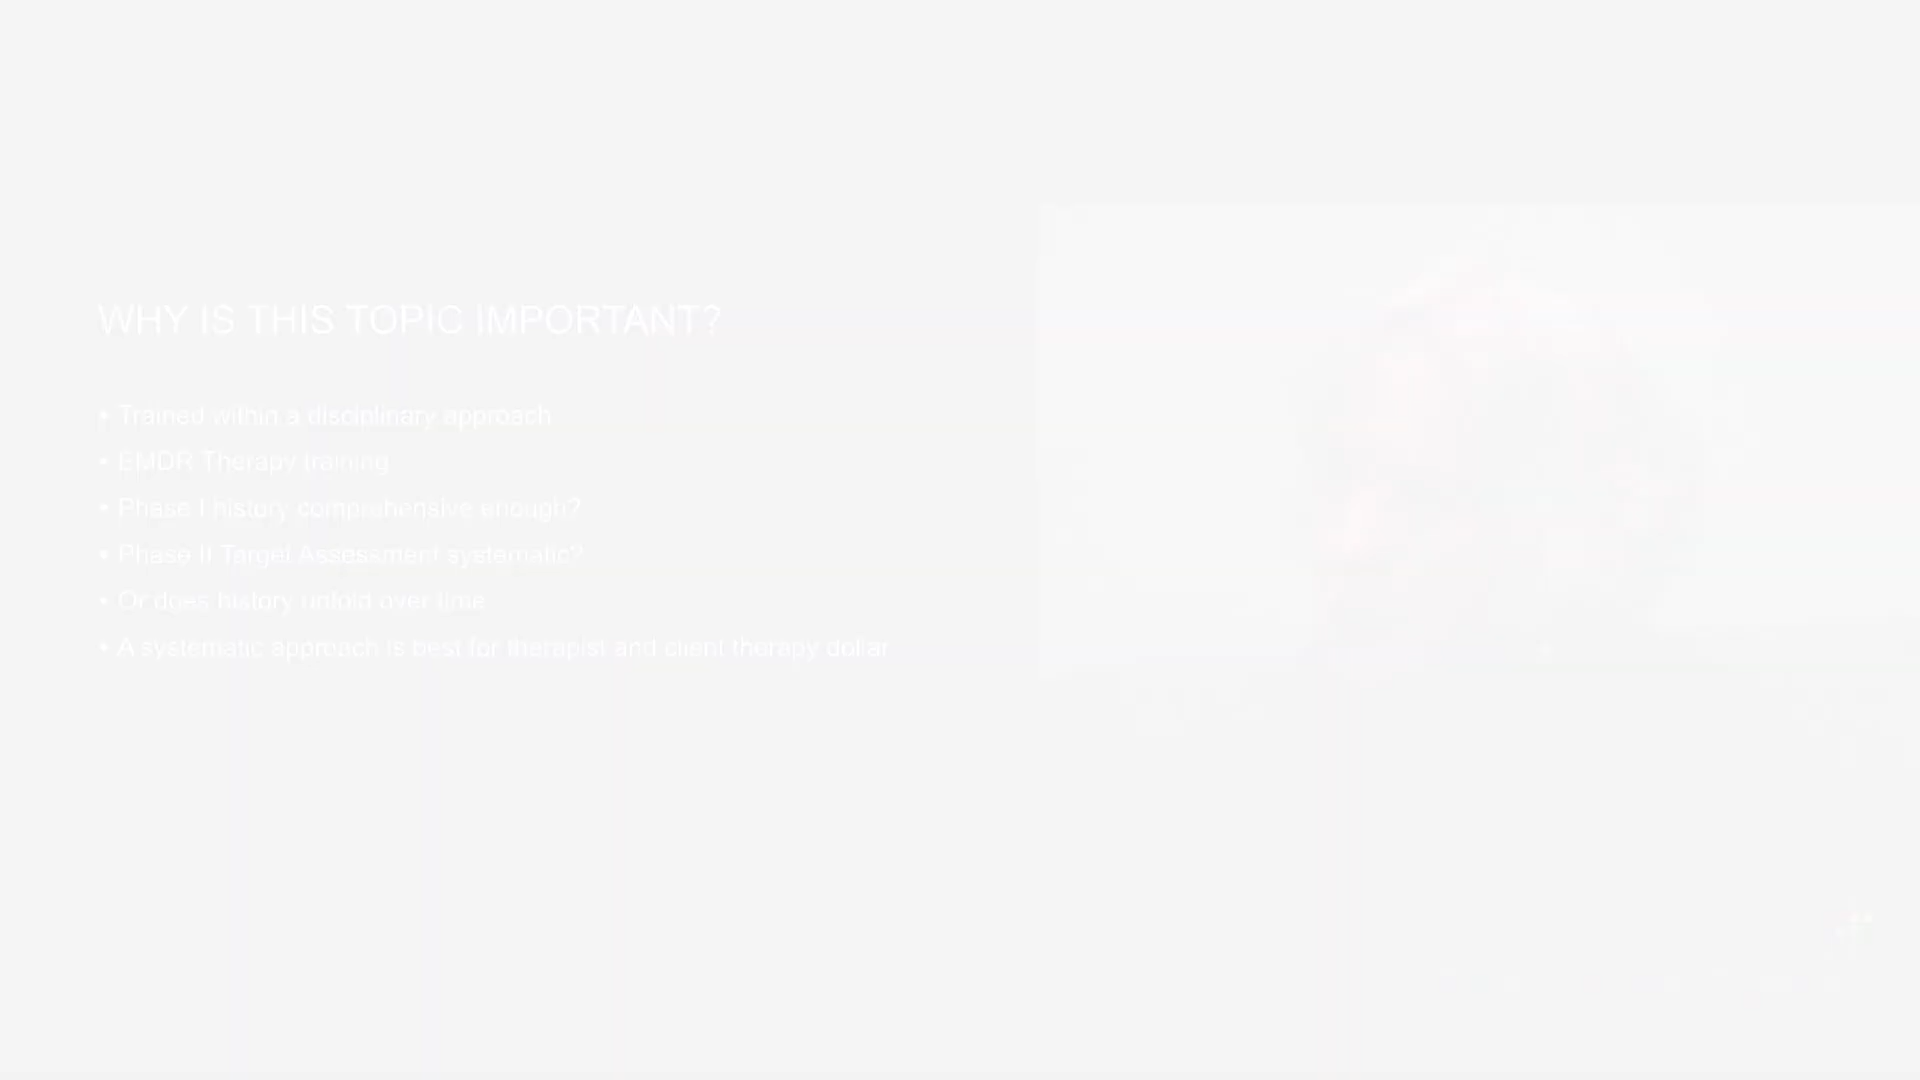 WHY IS THIS TOPIC IMPORTANT?
• Trained within a disciplinary approach
• EMDR Therapy training
• Phase I history comprehensive enough?
• Phase II Target Assessment systematic?
• Or does history unfold over time
• A systematic approach is best for therapist and client therapy dollar